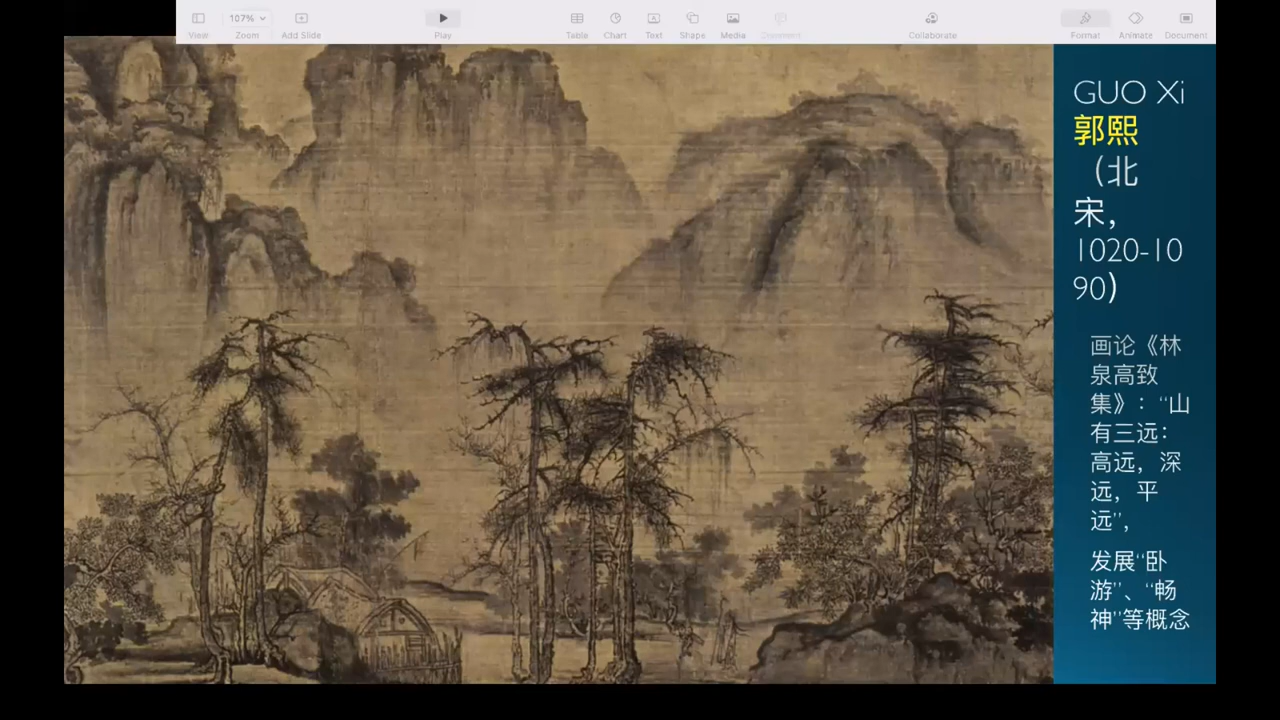 107%
View
Zoom
Add Slide
Play
Table
Chart
Text
Shape
Media
Comment
Collaborate
Format
Animate
Document
GUO Xi
郭熙
（北
宋，
1020-10
90)
画论《林
泉高致
集》：“山
有三远：
高远，深
远，平
远”，
发展“卧
游”、“畅
神”等概念